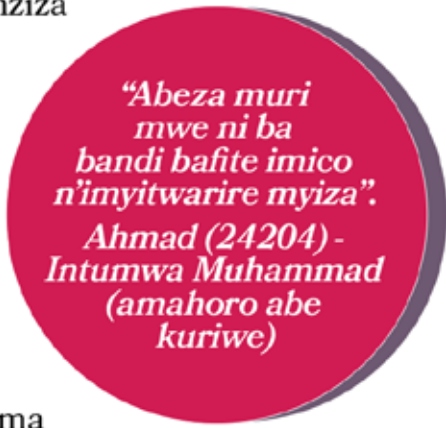 nziza
“Abeza muri
mwe ni ba
bandi bafite imico
n’imyitwarire myiza”.
Ahmad (24204) -
Intumwa Muhammad
(amahoro abe
kuriwe)
ma